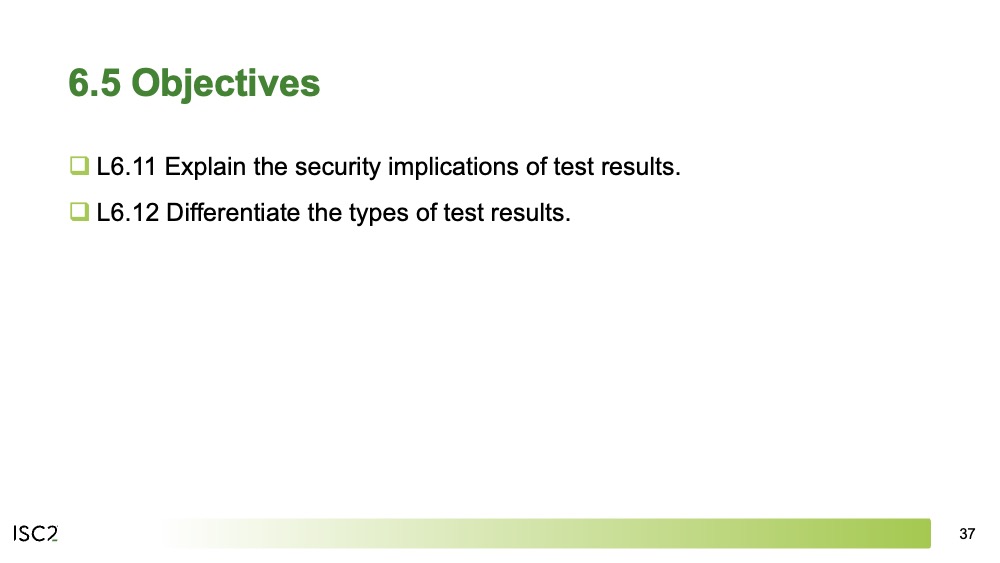 6.5 Objectives
L6.11 Explain the security implications of test results.
L6.12 Differentiate the types of test results.
ISC2
37